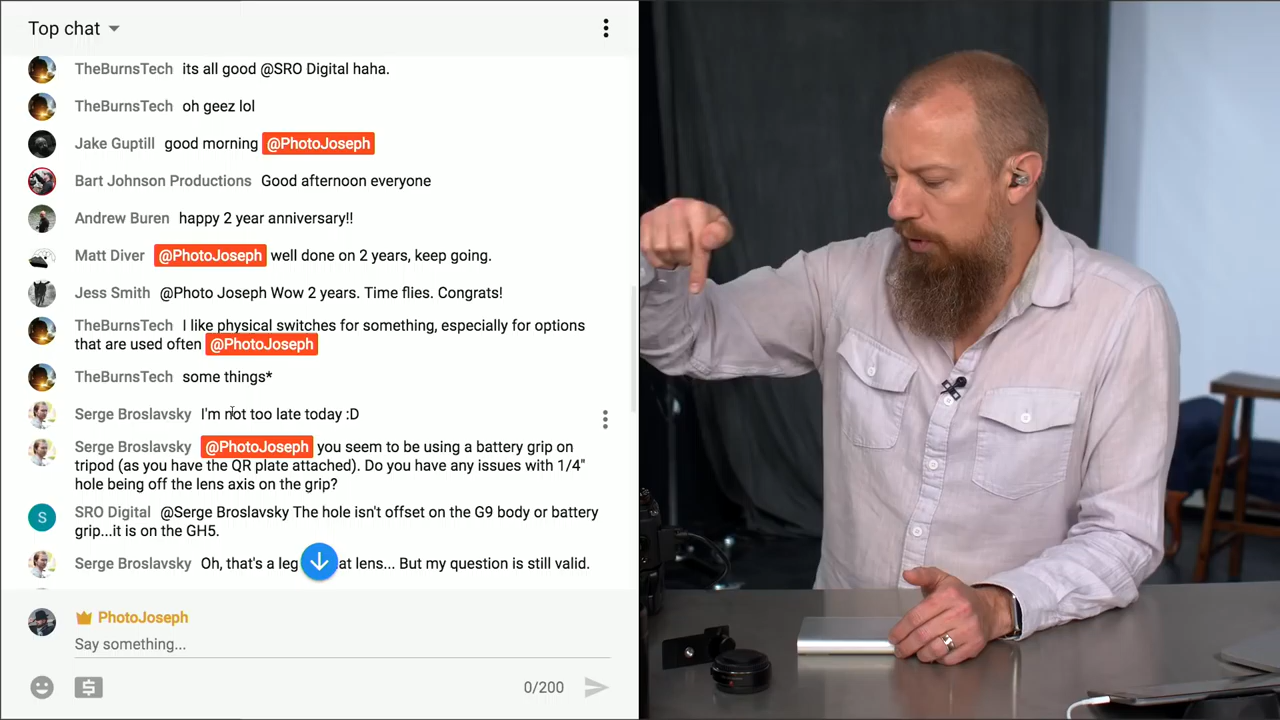 Top chat
TheBurnsTech its all good @SRO Digital haha.
TheBurnsTech oh geez lol
Jake Guptill good morning @PhotoJoseph
Bart Johnson Productions Good afternoon everyone
Andrew Buren happy 2 year anniversary!!
Matt Diver @PhotoJoseph well done on 2 years, keep going.
Jess Smith @Photo Joseph Wow 2 years. Time flies. Congrats!
TheBurnsTech I like physical switches for something, especially for options
that are used often @PhotoJoseph
TheBurnsTech some things*
Serge Broslavsky I'm not too late today :D
Serge Broslavsky @PhotoJoseph you seem to be using a battery grip on
tripod (as you have the QR plate attached). Do you have any issues with 1/4"
hole being off the lens axis on the grip?
S SRO Digital @Serge Broslavsky The hole isn't offset on the G9 body or battery
grip...it is on the GH5.
Serge Broslavsky Oh, that's a leg at lens... But my question is still valid.
PhotoJoseph
Say something...
0/200